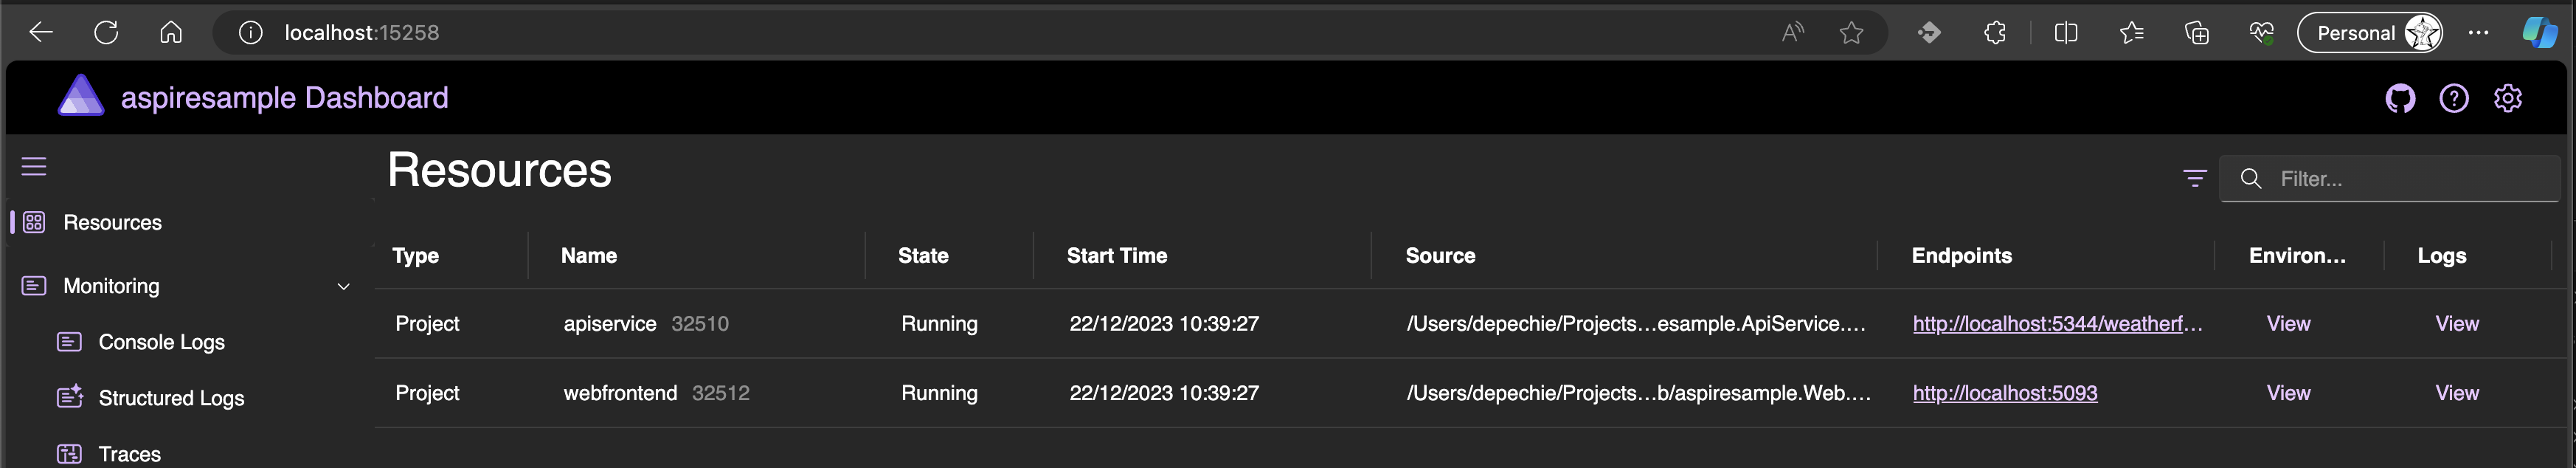 localhost:15258
Personal
aspiresample Dashboard
Resources
Filter...
Resources
Monitoring
Console Logs
Structured Logs
Traces
Type Name State Start Time Source Endpoints Environ... Logs
Project apiservice 32510 Running 22/12/2023 10:39:27 /Users/depechie/Projects...esample.ApiService.... http://localhost:5344/weatherf... View View
Project webfrontend 32512 Running 22/12/2023 10:39:27 /Users/depechie/Projects...b/aspiresample.Web.... http://localhost:5093 View View